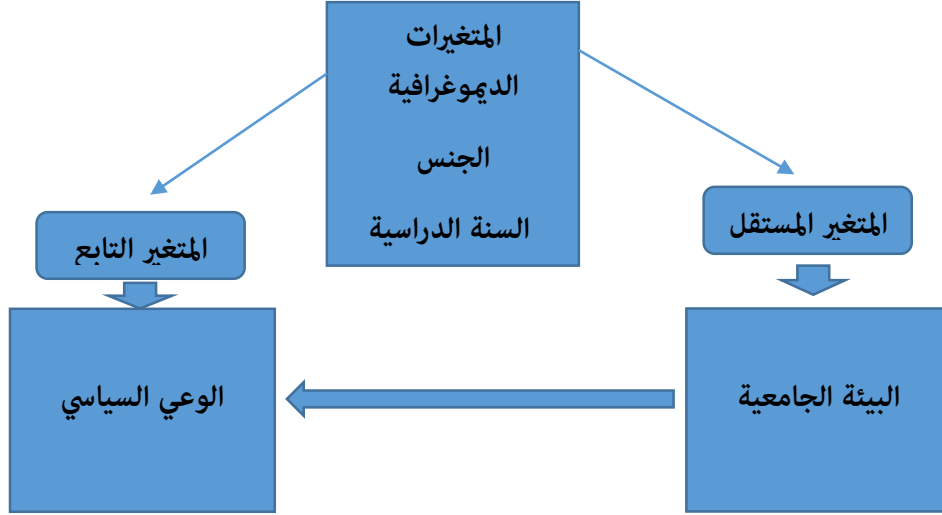 المتغيرات
الديموغرافية
الجنس
السنة الدراسية
المتغير المستقل
المتغير التابع
البيئة الجامعية
الوعي السياسي